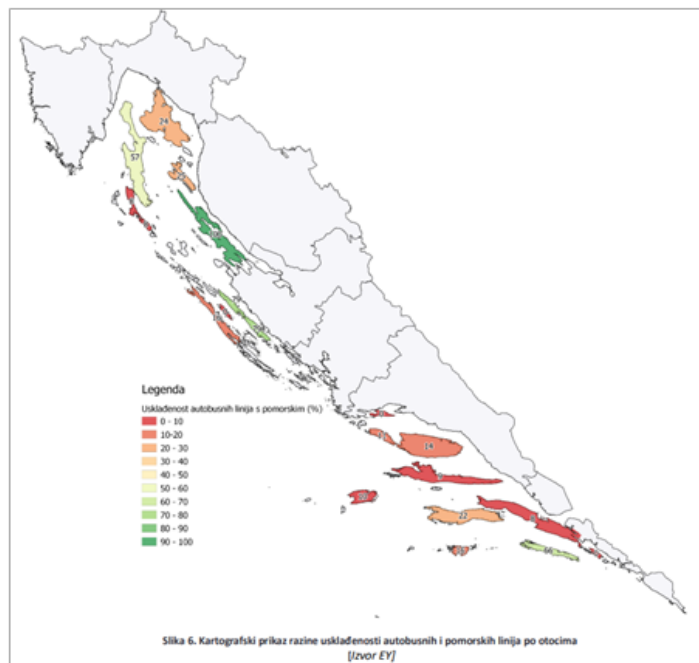 24
57
14
22
66
Legenda
Usklađenost autobusnih linija s pomorskim (%)
0 - 10
10-20
20 - 30
30 - 40
40 - 50
50 - 60
60 - 70
70 - 80
80 - 90
90 - 100
Slika 6. Kartografski prikaz razine usklađenosti autobusnih i pomorskih linija po otocima
[Izvor EY]